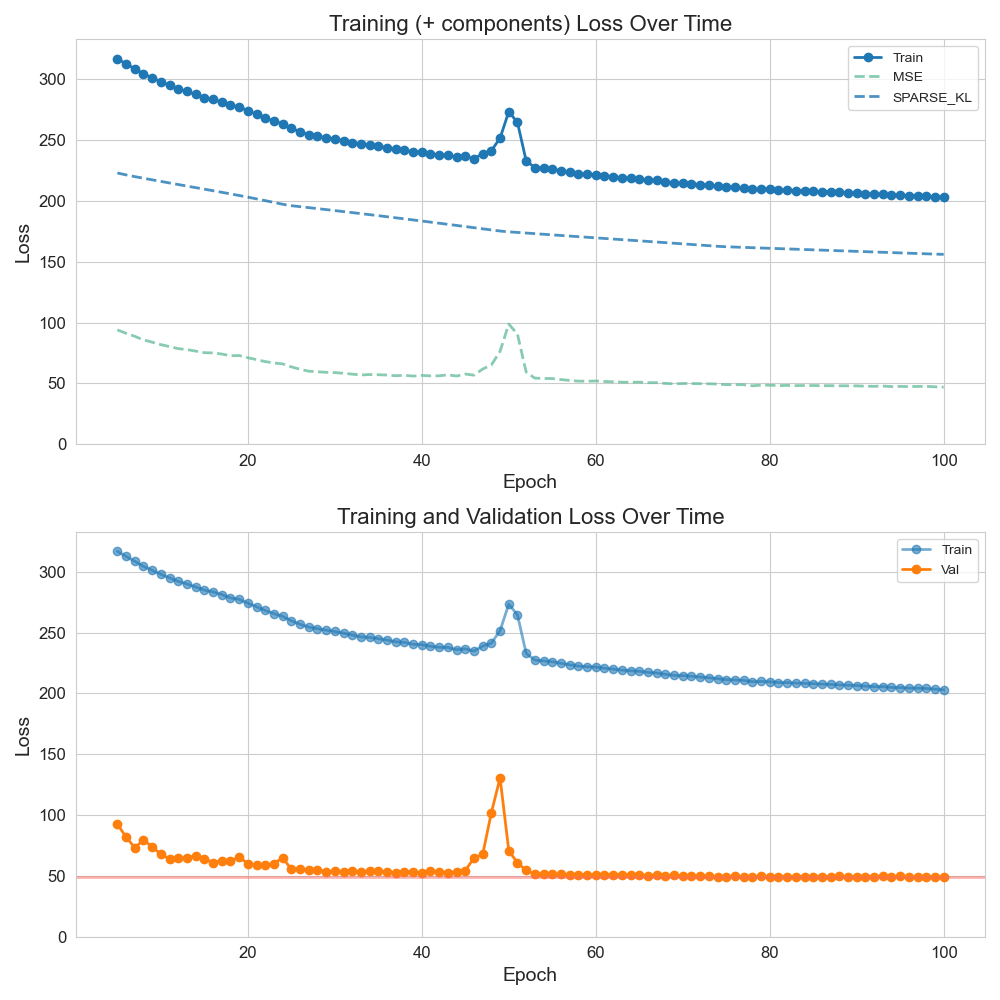 Training (+ components) Loss Over Time
Train
MSE
SPARSE_KL
300
250
200
150
100
50
0
Loss
20 40 60 80 100
Epoch
Training and Validation Loss Over Time
Train
Val
300
250
200
150
100
50
0
Loss
20 40 60 80 100
Epoch